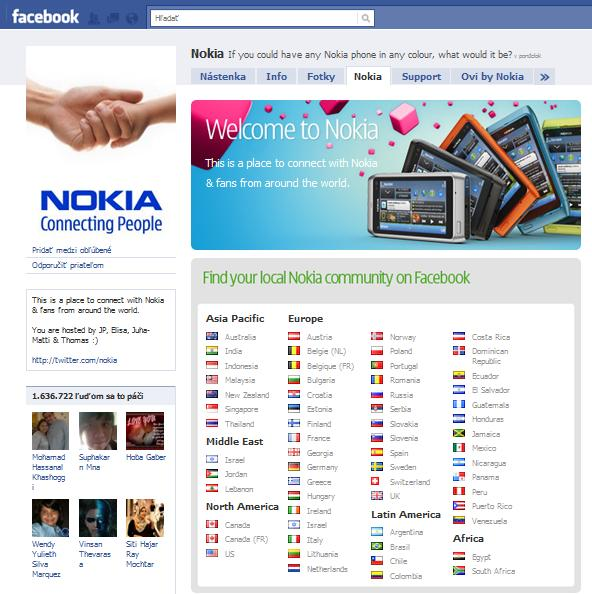 facebook
Hľadať
Nokia If you could have any Nokia phone in any colour, what would it be? v pondelok
Nástenka Info Fotky Nokia Support Ovi by Nokia »
Welcome to Nokia
This is a place to connect with Nokia
& fans from around the world.
NOKIA
Connecting People
Pridať medzi obľúbené
Odporučiť priateľom
This is a place to connect with Nokia
& fans from around the world.
You are hosted by JP, Elisa, Juha-
Matti & Thomas :)
http://twitter.com/nokia
1.636.722 ľuďom sa to páči
Mohamad
Hassanal
Khashogg
i
Suphakar
n Mna
Hoba Gaber
Wendy
Yulieth
Silva
Marquez
Vinsan
Thevaras
a
Siti Hajar
Ray
Mochtar
Find your local Nokia community on Facebook
Asia Pacific
Australia
India
Indonesia
Malaysia
New Zealand
Singapore
Thailand
Middle East
Israel
Jordan
Lebanon
North America
Canada
Canada (FR)
US
Europe
Austria
Belgie (NL)
Belgique (FR)
Bulgaria
Croatia
Estonia
Finland
France
Georgia
Germany
Greece
Hungary
Ireland
Israel
Italy
Lithuania
Netherlands
Norway
Poland
Portugal
Romania
Russia
Serbia
Slovakia
Slovenia
Spain
Sweden
Switzerland
UK
Latin America
Argentina
Brasil
Chile
Colombia
Costa Rica
Dominican
Republic
Ecuador
El Salvador
Guatemala
Honduras
Jamaica
Mexico
Nicaragua
Panama
Peru
Puerto Rico
Venezuela
Africa
Egypt
South Africa